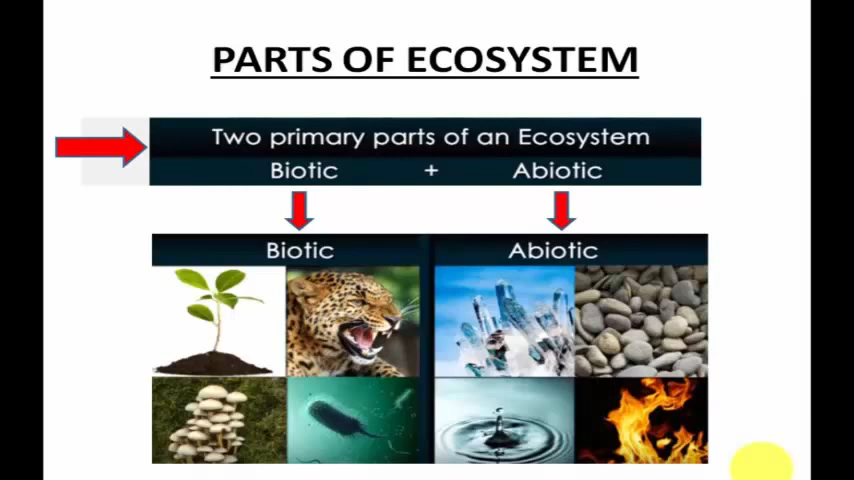 PARTS OF ECOSYSTEM
Two primary parts of an Ecosystem
Biotic + Abiotic
Biotic Abiotic